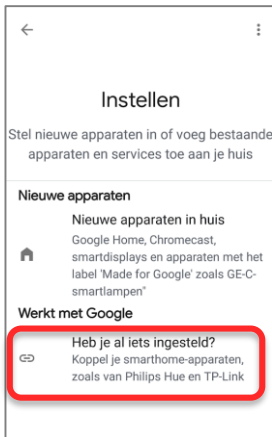 Instellen
Stel nieuwe apparaten in of voeg bestaande
apparaten en services toe aan je huis
Nieuwe apparaten
Nieuwe apparaten in huis
Google Home, Chromecast,
smartdisplays en apparaten met het
label 'Made for Google' zoals GE-C-
smartlampen"
Werkt met Google
Heb je al iets ingesteld?
Koppel je smarthome-apparaten,
zoals van Philips Hue en TP-Link